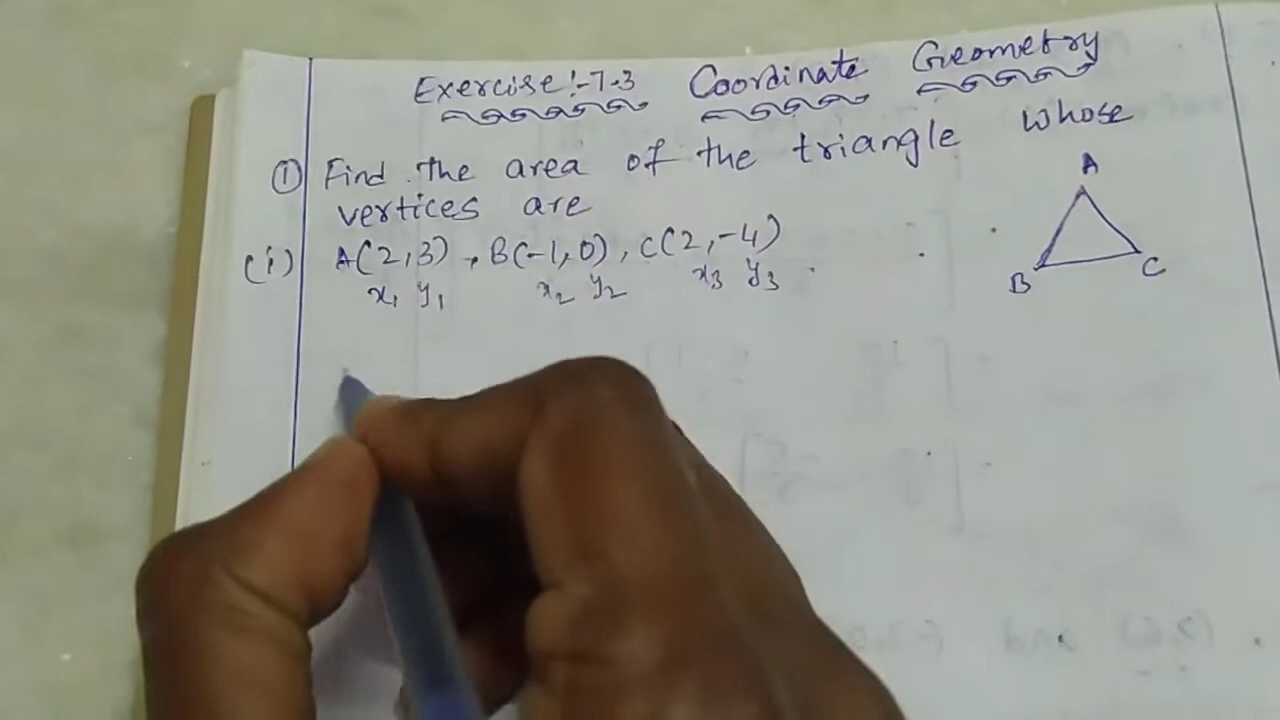 Exercise:-7.3 Coordinate Geometry
① Find the area of the triangle whose
vertices are
A
(i) A(2,3), B(-1,0), C(2,-4)
x₁ y₁ x₂ y₂ x₃ y₃
B C